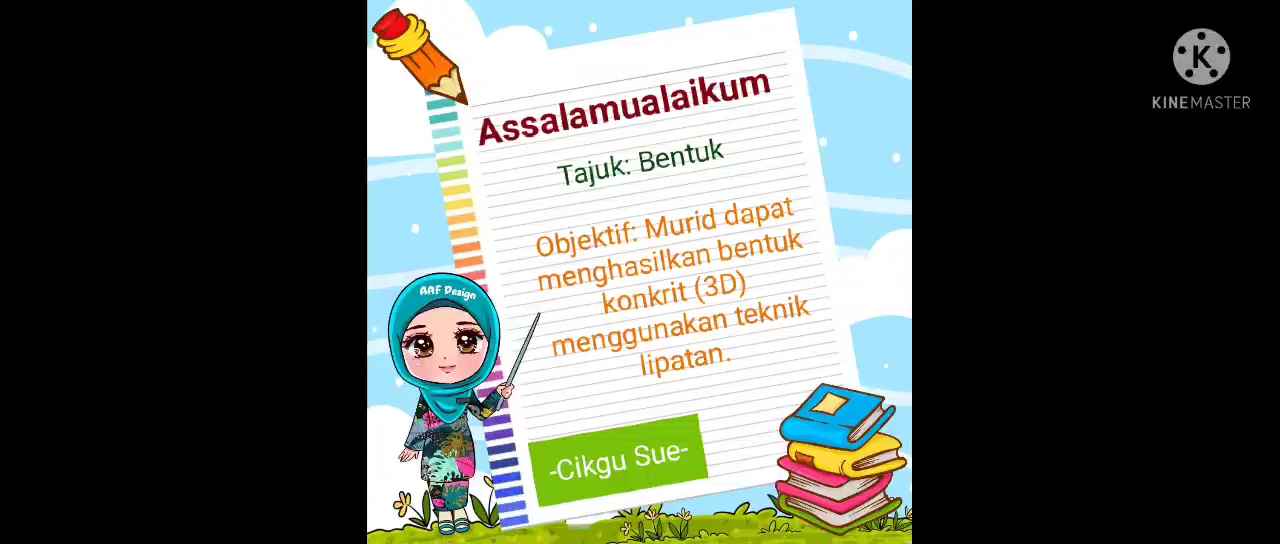 Assalamualaikum
Tajuk: Bentuk
Objektif: Murid dapat
menghasilkan bentuk
konkrit (3D)
menggunakan teknik
lipatan.
-Cikgu Sue-
AAF Design
K
KINEMASTER